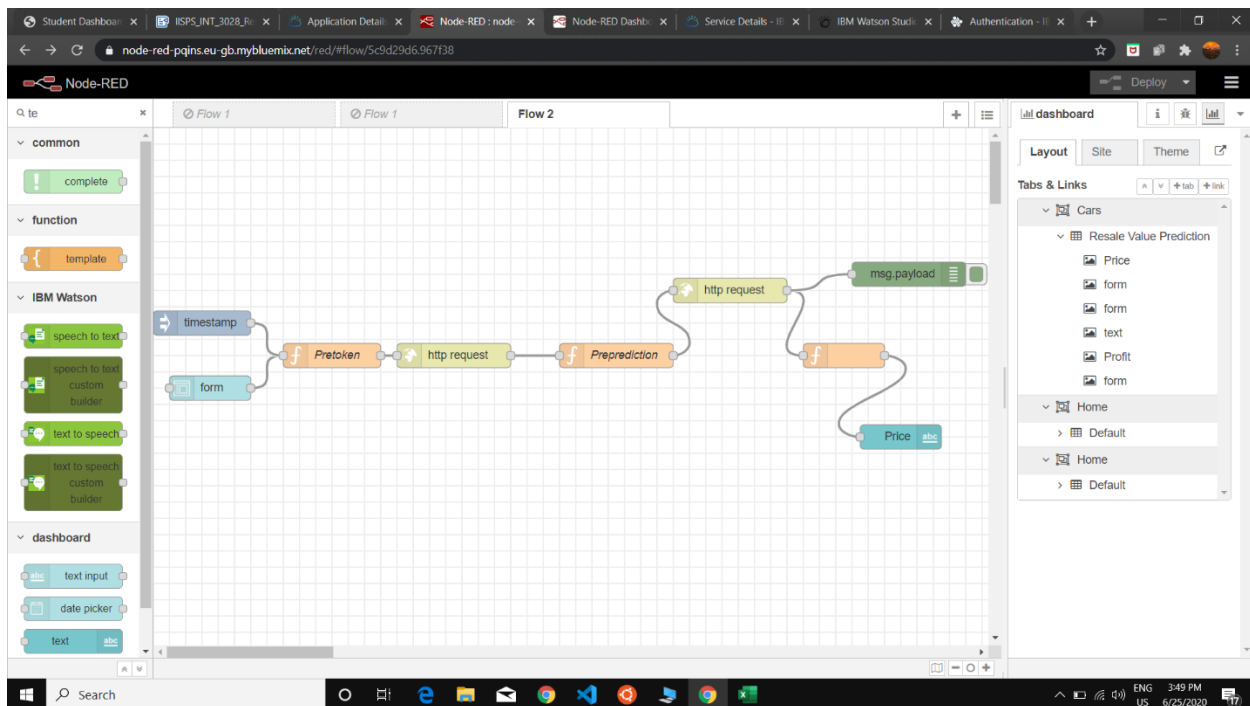 Student Dashboar
IISPS_INT_3028_Re
Application Detail
Node-RED : node-
Node-RED Dashb
Service Details - IB
IBM Watson Studi
Authentication - I
node-red-pqins.eu-gb.mybluemix.net/red/#flow/5c9d29d6.967f38
Node-RED
Deploy
te
Flow 1
Flow 1
Flow 2
dashboard
i
common
complete
function
template
IBM Watson
speech to text
speech to text
custom
builder
text to speech
text to speech
custom
builder
dashboard
abc text input
date picker
text abc
timestamp
form
Pretoken
http request
Preprediction
http request
msg.payload
f
Price abc
Layout
Site
Theme
Tabs & Links
+ tab
+ link
Cars
Resale Value Prediction
Price
form
form
text
Profit
form
Home
Default
Home
Default
Search
ENG
US
3:49 PM
6/25/2020
17